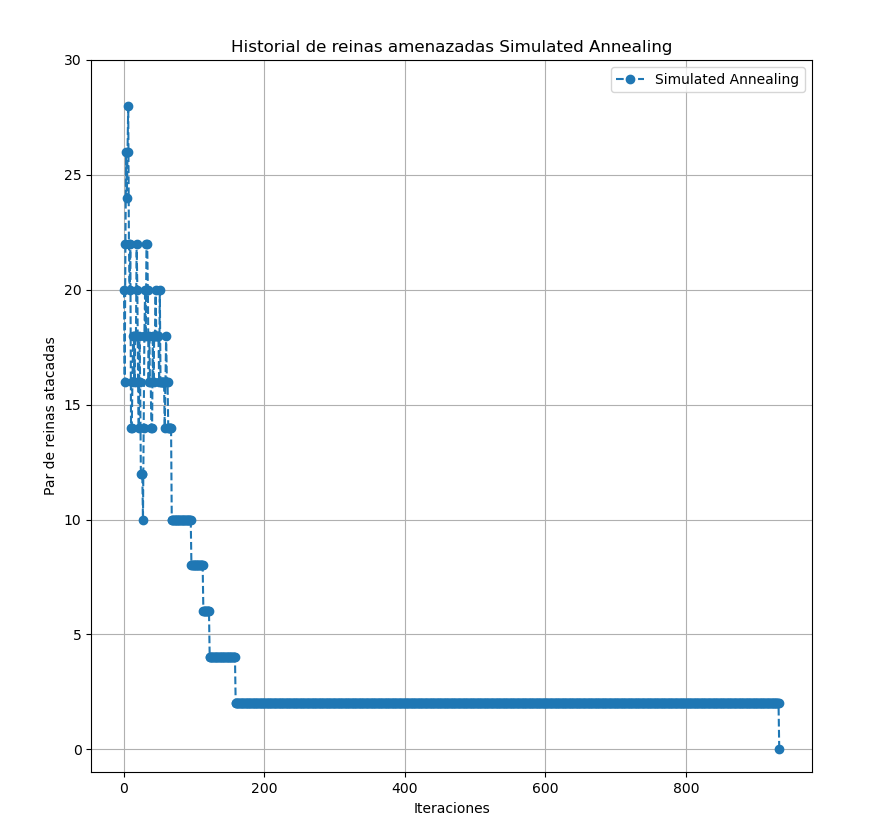 Historial de reinas amenazadas Simulated Annealing
30
Simulated Annealing
25
20
15
10
5
0
Par de reinas atacadas
0 200 400 600 800
Iteraciones